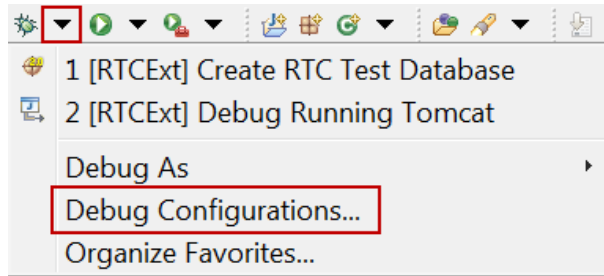 1 [RTCExt] Create RTC Test Database
2 [RTCExt] Debug Running Tomcat
Debug As
Debug Configurations...
Organize Favorites...